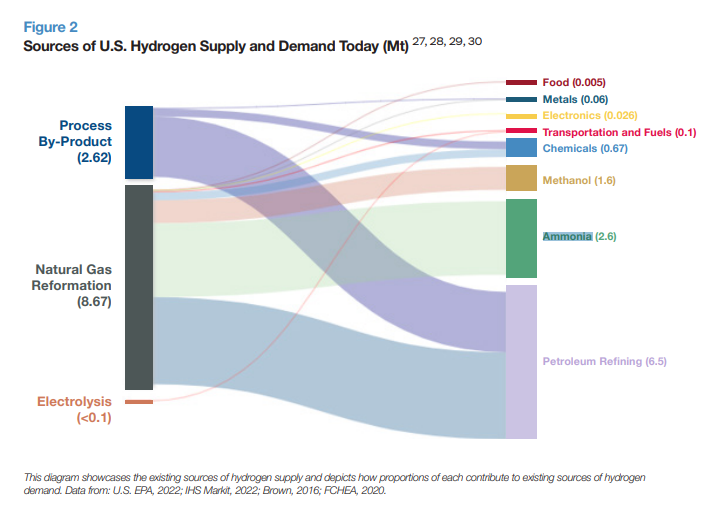 Figure 2
Sources of U.S. Hydrogen Supply and Demand Today (Mt) 27, 28, 29, 30
Process
By-Product
(2.62)
Natural Gas
Reformation
(8.67)
Electrolysis
(<0.1)
Food (0.005)
Metals (0.06)
Electronics (0.026)
Transportation and Fuels (0.1)
Chemicals (0.67)
Methanol (1.6)
Ammonia (2.6)
Petroleum Refining (6.5)
This diagram showcases the existing sources of hydrogen supply and depicts how proportions of each contribute to existing sources of hydrogen
demand. Data from: U.S. EPA, 2022; IHS Markit, 2022; Brown, 2016; FCHEA, 2020.